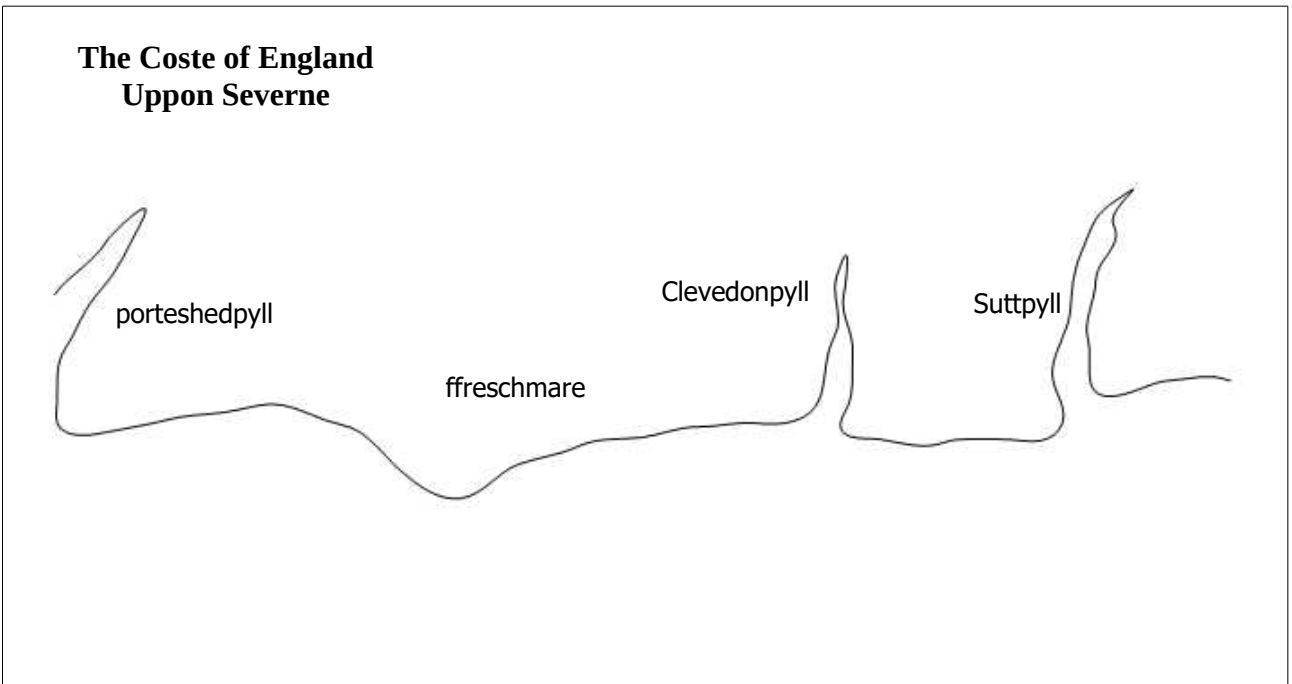 The Coste of England
Uppon Severne
porteshedpyll
ffreschmare
Clevedonpyll
Suttpyll